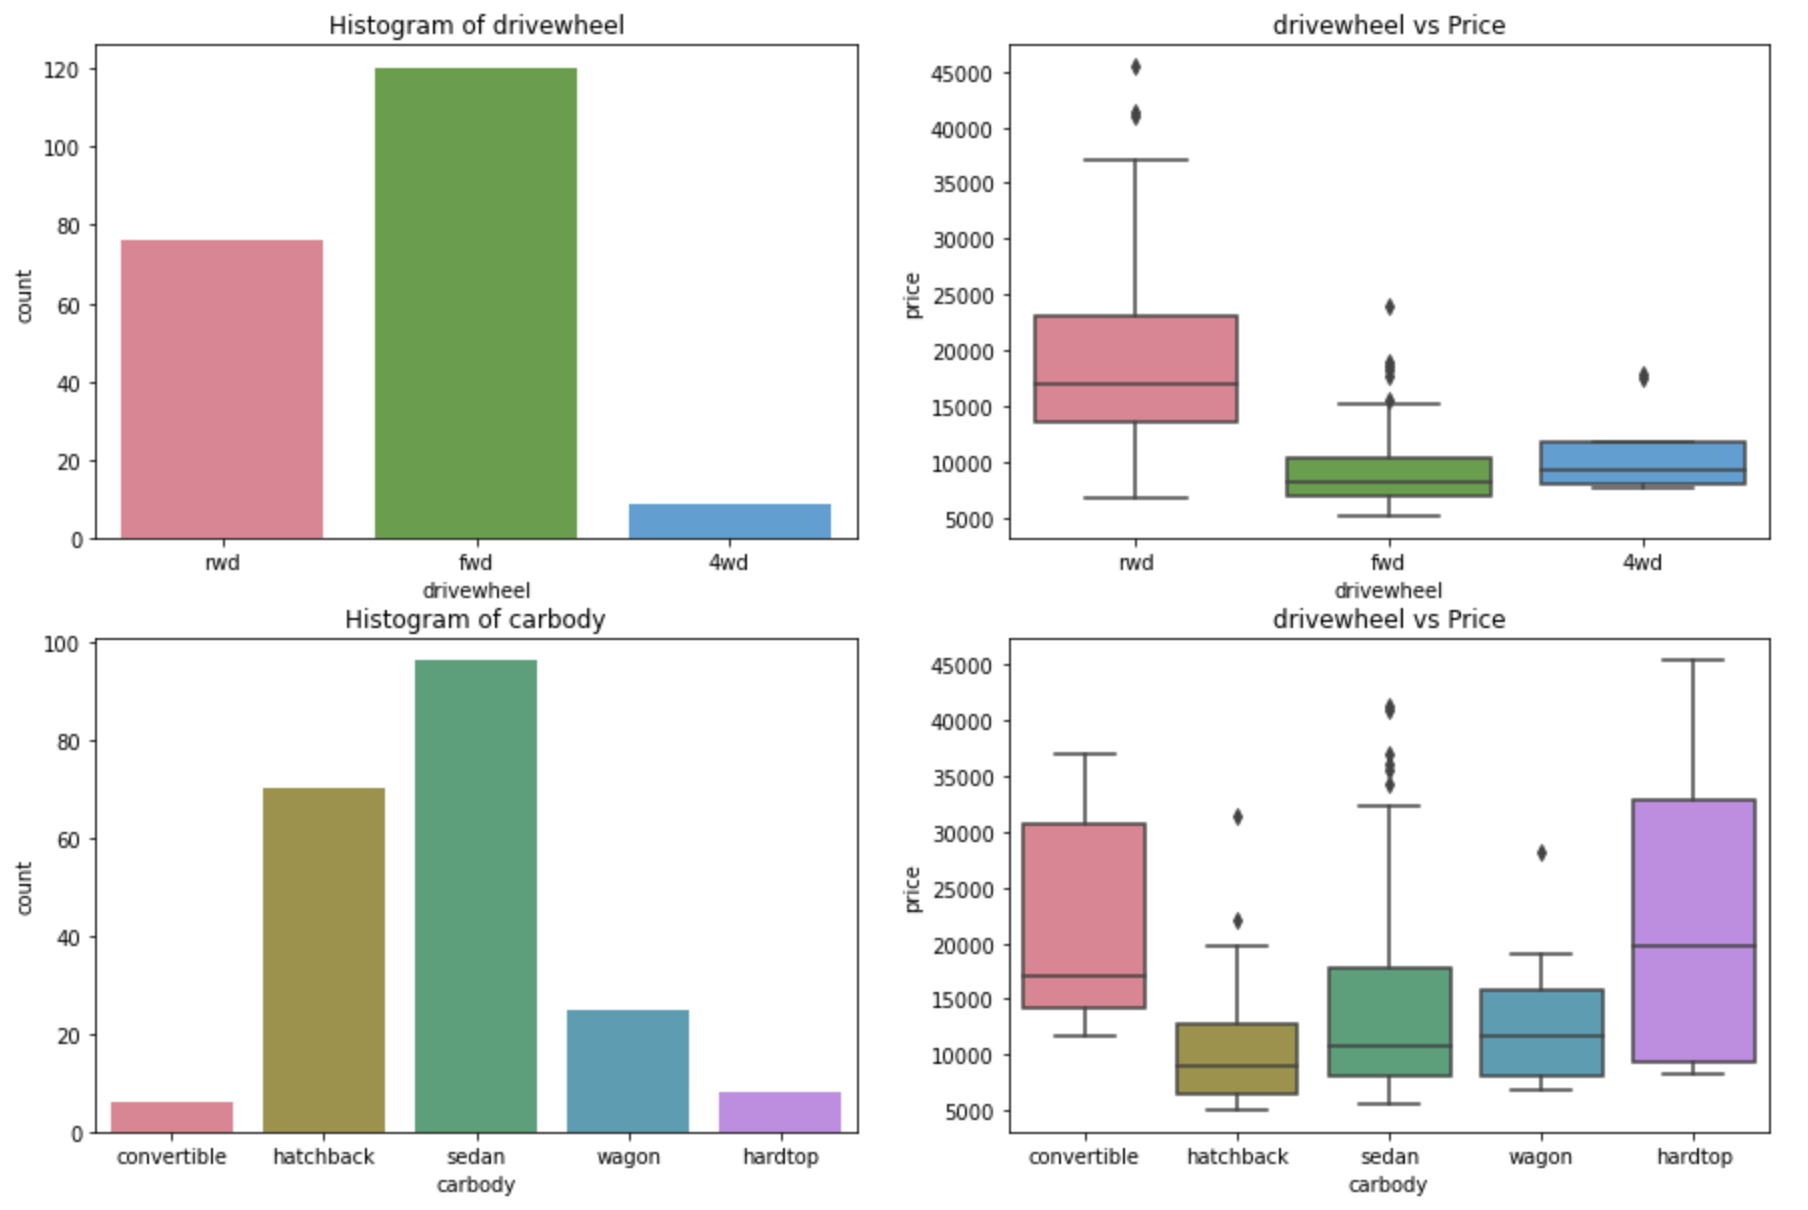 Histogram of drivewheel
120
100
80
60
40
20
0
count
rwd fwd 4wd
drivewheel
drivewheel vs Price
45000
40000
35000
30000
25000
20000
15000
10000
5000
price
rwd fwd 4wd
drivewheel
Histogram of carbody
100
80
60
40
20
0
count
convertible hatchback sedan wagon hardtop
carbody
drivewheel vs Price
45000
40000
35000
30000
25000
20000
15000
10000
5000
price
convertible hatchback sedan wagon hardtop
carbody